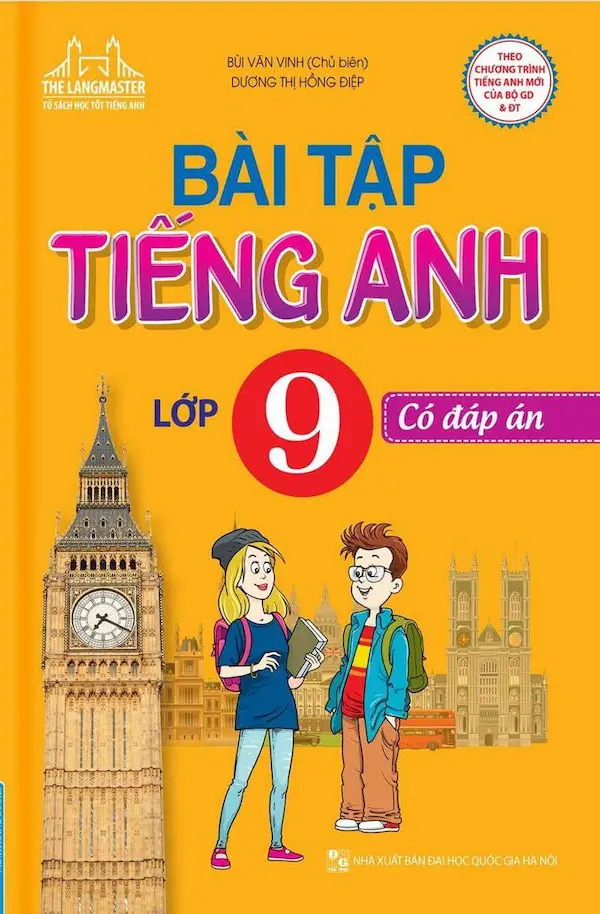 BÙI VĂN VINH (Chủ biên)
DƯƠNG THỊ HỒNG ĐIỆP
THE LANGMASTER
TỦ SÁCH HỌC TỐT TIẾNG ANH
THEO
CHƯƠNG TRÌNH
TIẾNG ANH MỚI
CỦA BỘ GD
& ĐT
BÀI TẬP
TIẾNG ANH
LỚP
9
Có đáp án
NHÀ XUẤT BẢN ĐẠI HỌC QUỐC GIA HÀ NỘI